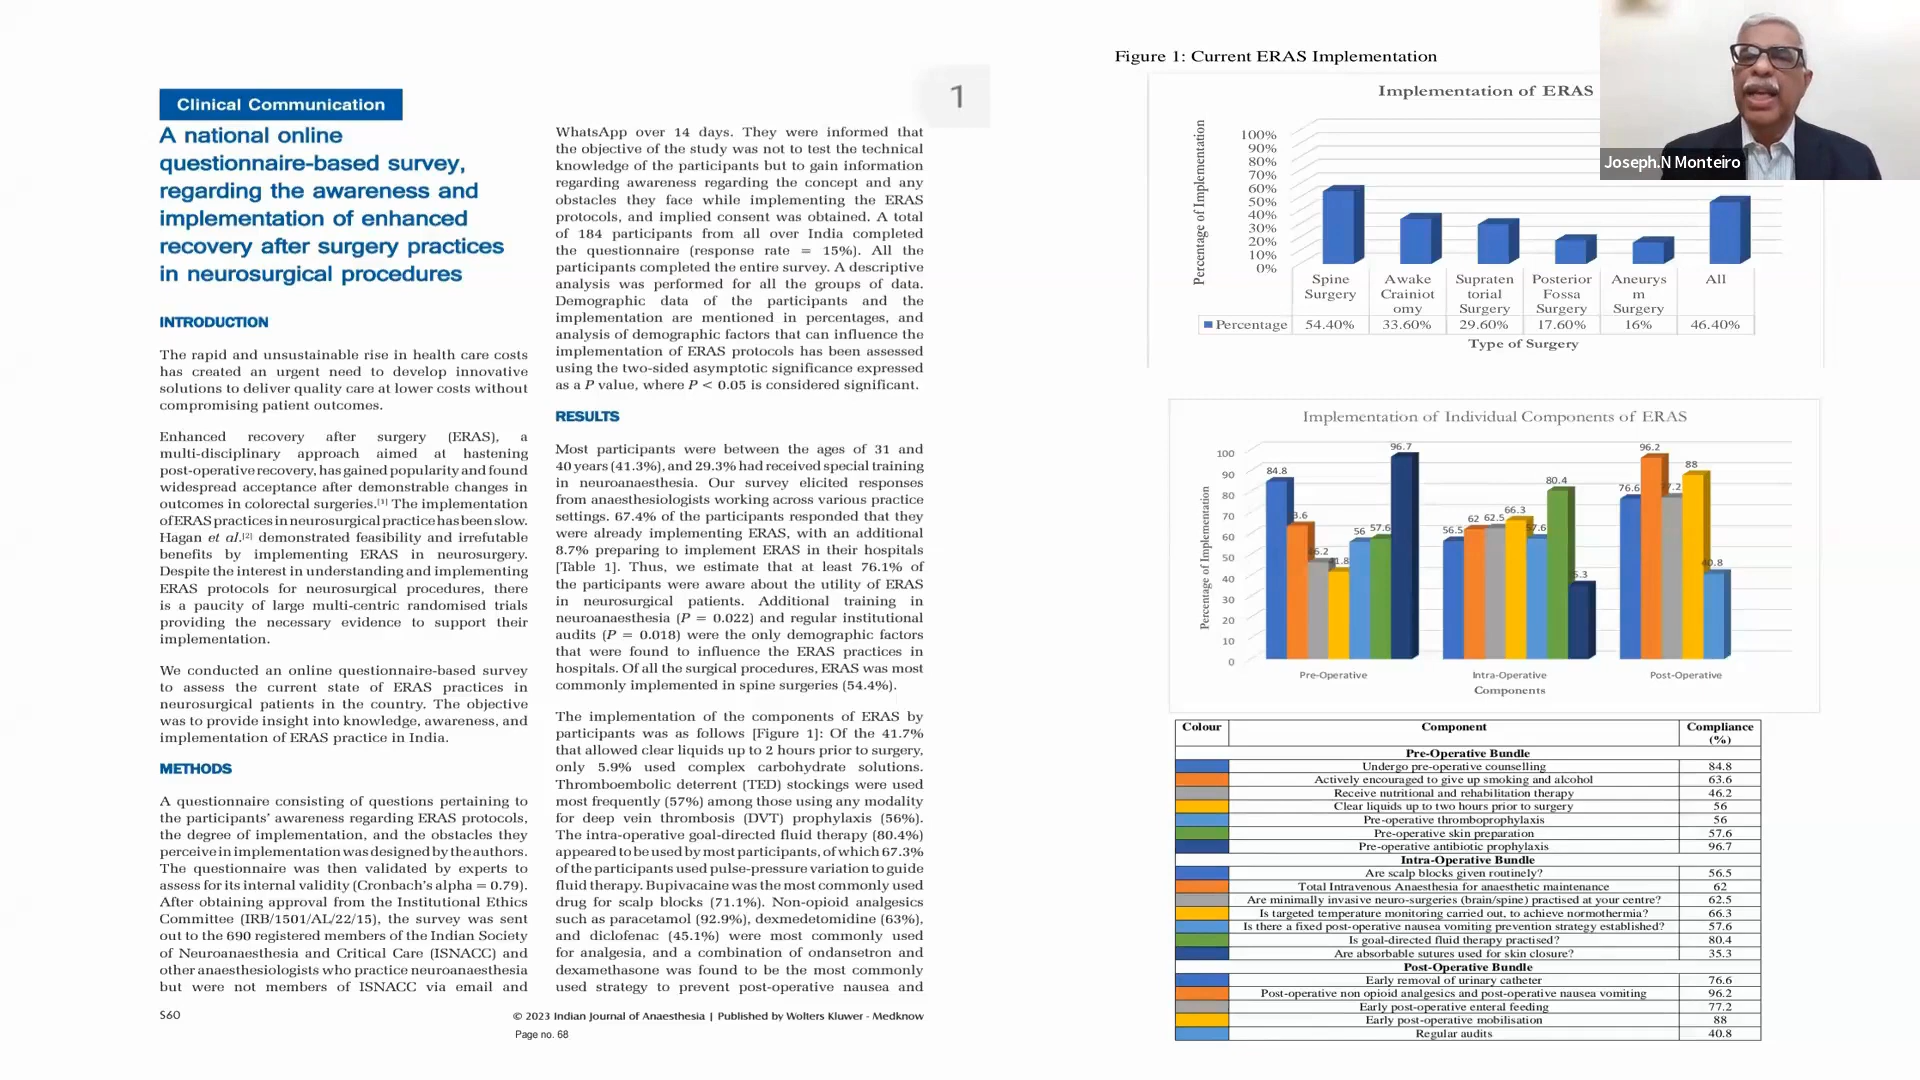 Clinical Communication
A national online
questionnaire-based survey,
regarding the awareness and
implementation of enhanced
recovery after surgery practices
in neurosurgical procedures
INTRODUCTION
The rapid and unsustainable rise in health care costs
has created an urgent need to develop innovative
solutions to deliver quality care at lower costs without
compromising patient outcomes.
Enhanced recovery after surgery (ERAS), a
multi-disciplinary approach aimed at hastening
post-operative recovery, has gained popularity and found
widespread acceptance after demonstrable changes in
outcomes in colorectal surgeries.[1] The implementation
of ERAS practices in neurosurgical practice has been slow.
Hagan et al.[2] demonstrated feasibility and irrefutable
benefits by implementing ERAS in neurosurgery.
Despite the interest in understanding and implementing
ERAS protocols for neurosurgical procedures, there
is a paucity of large multi-centric randomised trials
providing the necessary evidence to support their
implementation.
We conducted an online questionnaire-based survey
to assess the current state of ERAS practices in
neurosurgical patients in the country. The objective
was to provide insight into knowledge, awareness, and
implementation of ERAS practice in India.
METHODS
A questionnaire consisting of questions pertaining to
the participants' awareness regarding ERAS protocols,
the degree of implementation, and the obstacles they
perceive in implementation was designed by the authors.
The questionnaire was then validated by experts to
assess for its internal validity (Cronbach's alpha = 0.79).
After obtaining approval from the Institutional Ethics
Committee (IRB/1501/AL/22/15), the survey was sent
out to the 690 registered members of the Indian Society
of Neuroanaesthesia and Critical Care (ISNACC) and
other anaesthesiologists who practice neuroanaesthesia
but were not members of ISNACC via email and
WhatsApp over 14 days. They were informed that
the objective of the study was not to test the technical
knowledge of the participants but to gain information
regarding awareness regarding the concept and any
obstacles they face while implementing the ERAS
protocols, and implied consent was obtained. A total
of 184 participants from all over India completed
the questionnaire (response rate = 15%). All the
participants completed the entire survey. A descriptive
analysis was performed for all the groups of data.
Demographic data of the participants and the
implementation are mentioned in percentages, and
analysis of demographic factors that can influence the
implementation of ERAS protocols has been assessed
using the two-sided asymptotic significance expressed
as a P value, where P < 0.05 is considered significant.
RESULTS
Most participants were between the ages of 31 and
40 years (41.3%), and 29.3% had received special training
in neuroanaesthesia. Our survey elicited responses
from anaesthesiologists working across various practice
settings. 67.4% of the participants responded that they
were already implementing ERAS, with an additional
8.7% preparing to implement ERAS in their hospitals
[Table 1]. Thus, we estimate that at least 76.1% of
the participants were aware about the utility of ERAS
in neurosurgical patients. Additional training in
neuroanaesthesia (P = 0.022) and regular institutional
audits (P = 0.018) were the only demographic factors
that were found to influence the ERAS practices in
hospitals. Of all the surgical procedures, ERAS was most
commonly implemented in spine surgeries (54.4%).
The implementation of the components of ERAS by
participants was as follows [Figure 1]: Of the 41.7%
that allowed clear liquids up to 2 hours prior to surgery,
only 5.9% used complex carbohydrate solutions.
Thromboembolic deterrent (TED) stockings were used
most frequently (57%) among those using any modality
for deep vein thrombosis (DVT) prophylaxis (56%).
The intra-operative goal-directed fluid therapy (80.4%)
appeared to be used by most participants, of which 67.3%
of the participants used pulse-pressure variation to guide
fluid therapy. Bupivacaine was the most commonly used
drug for scalp blocks (71.1%). Non-opioid analgesics
such as paracetamol (92.9%), dexmedetomidine (63%),
and diclofenac (45.1%) were most commonly used
for analgesia, and a combination of ondansetron and
dexamethasone was found to be the most commonly
used strategy to prevent post-operative nausea and
S60
© 2023 Indian Journal of Anaesthesia | Published by Wolters Kluwer - Medknow
Page no. 68
1
Figure 1: Current ERAS Implementation
Implementation of ERAS
Percentage of Implementation
100%
90%
80%
70%
60%
50%
40%
30%
20%
10%
0%
Spine Surgery
Awake Crainiot omy
Supraten torial Surgery
Posterior Fossa Surgery
Aneurys m Surgery
All
Percentage 54.40% 33.60% 29.60% 17.60% 16% 46.40%
Type of Surgery
Joseph.N Monteiro
Implementation of Individual Components of ERAS
Percentage of Implementation
100
90
80
70
60
50
40
30
20
10
0
84.8 56 57.6 96.7
56.5 62 62.5 66.3 80.4
76.6 96.2 88
Pre-Operative Intra-Operative Post-Operative
Components
Colour Component Compliance (%)
Pre-Operative Bundle
Undergo pre-operative counselling 84.8
Actively encouraged to give up smoking and alcohol 63.6
Receive nutritional and rehabilitation therapy 46.2
Clear liquids up to two hours prior to surgery 56
Pre-operative thromboprophylaxis 56
Pre-operative skin preparation 57.6
Pre-operative antibiotic prophylaxis 96.7
Intra-Operative Bundle
Are scalp blocks given routinely? 56.5
Total Intravenous Anaesthesia for anaesthetic maintenance 62
Are minimally invasive neuro-surgeries (brain/spine) practised at your centre? 62.5
Is targeted temperature monitoring carried out, to achieve normothermia? 66.3
Is there a fixed post-operative nausea vomiting prevention strategy established? 57.6
Is goal-directed fluid therapy practised? 80.4
Are absorbable sutures used for skin closure? 35.3
Post-Operative Bundle
Early removal of urinary catheter 76.6
Post-operative non opioid analgesics and post-operative nausea vomiting 96.2
Early post-operative enteral feeding 77.2
Early post-operative mobilisation 88
Regular audits 40.8